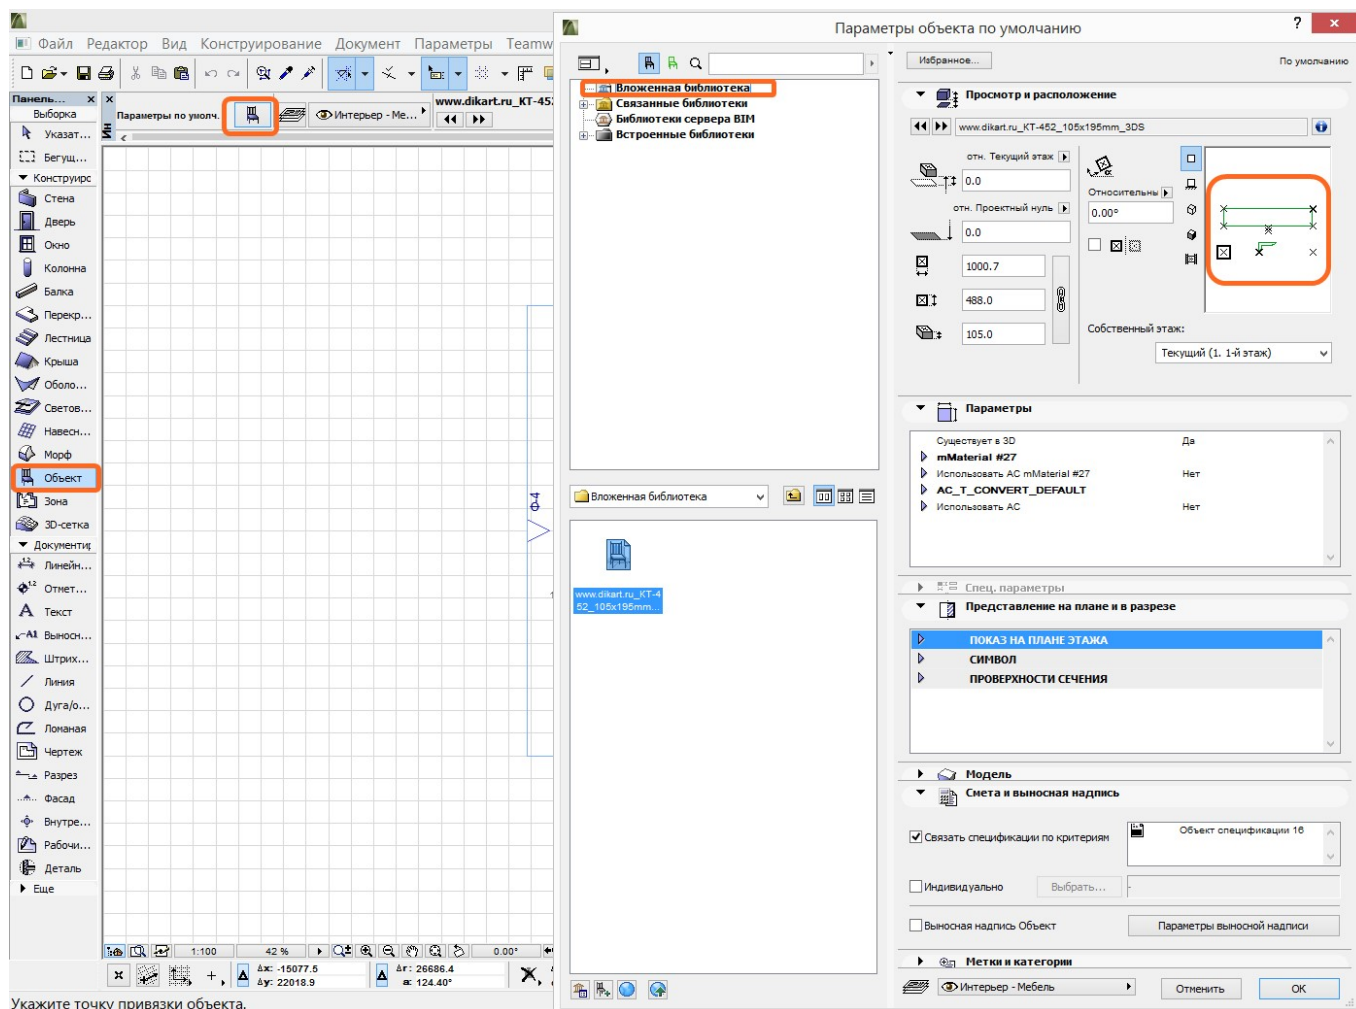 Параметры объекта по умолчанию
?
×
Файл Редактор Вид Конструирование Документ Параметры Teamw
Панель... x
Выборка
Параметры по умолч.
Интерьер - Ме...
www.dikart.ru_KT-45
Указат...
Бегущ...
Конструирс
Стена
Дверь
Окно
Колонна
Балка
Перекр...
Лестница
Крыша
Оболо...
Светов...
Навесн...
Морф
Объект
Зона
3D-сетка
Документир
Линейн...
Отмет...
Текст
Выносн...
Штрих...
Линия
Дуга/о...
Ломаная
Чертеж
Разрез
Фасад
Внутре...
Рабочи...
Деталь
Еще
1:100
42 %
0.00°
Δx: -15077.5
Δy: 22018.9
Δr: 26686.4
α: 124.40°
Укажите точку привязки объекта.
Вложенная библиотека
Связанные библиотеки
Библиотеки сервера BIM
Встроенные библиотеки
Вложенная библиотека
www.dikart.ru_KT-4
52_105x195mm...
Избранное...
По умолчанию
Просмотр и расположение
www.dikart.ru_KT-452_105x195mm_3DS
отн. Текущий этаж
0.0
отн. Проектный нуль
0.0
1000.7
488.0
105.0
Относительны
0.00°
Собственный этаж:
Текущий (1. 1-й этаж)
Параметры
Существует в 3D Да
mMaterial #27
Использовать АС mMaterial #27 Нет
AC_T_CONVERT_DEFAULT
Использовать АС Нет
Спец. параметры
Представление на плане и в разрезе
ПОКАЗ НА ПЛАНЕ ЭТАЖА
СИМВОЛ
ПРОВЕРХНОСТИ СЕЧЕНИЯ
Модель
Смета и выносная надпись
Связать спецификации по критериям
Объект спецификации 16
Индивидуально
Выбрать...
Выносная надпись Объект
Параметры выносной надписи
Метки и категории
Интерьер - Мебель
Отменить
ОК